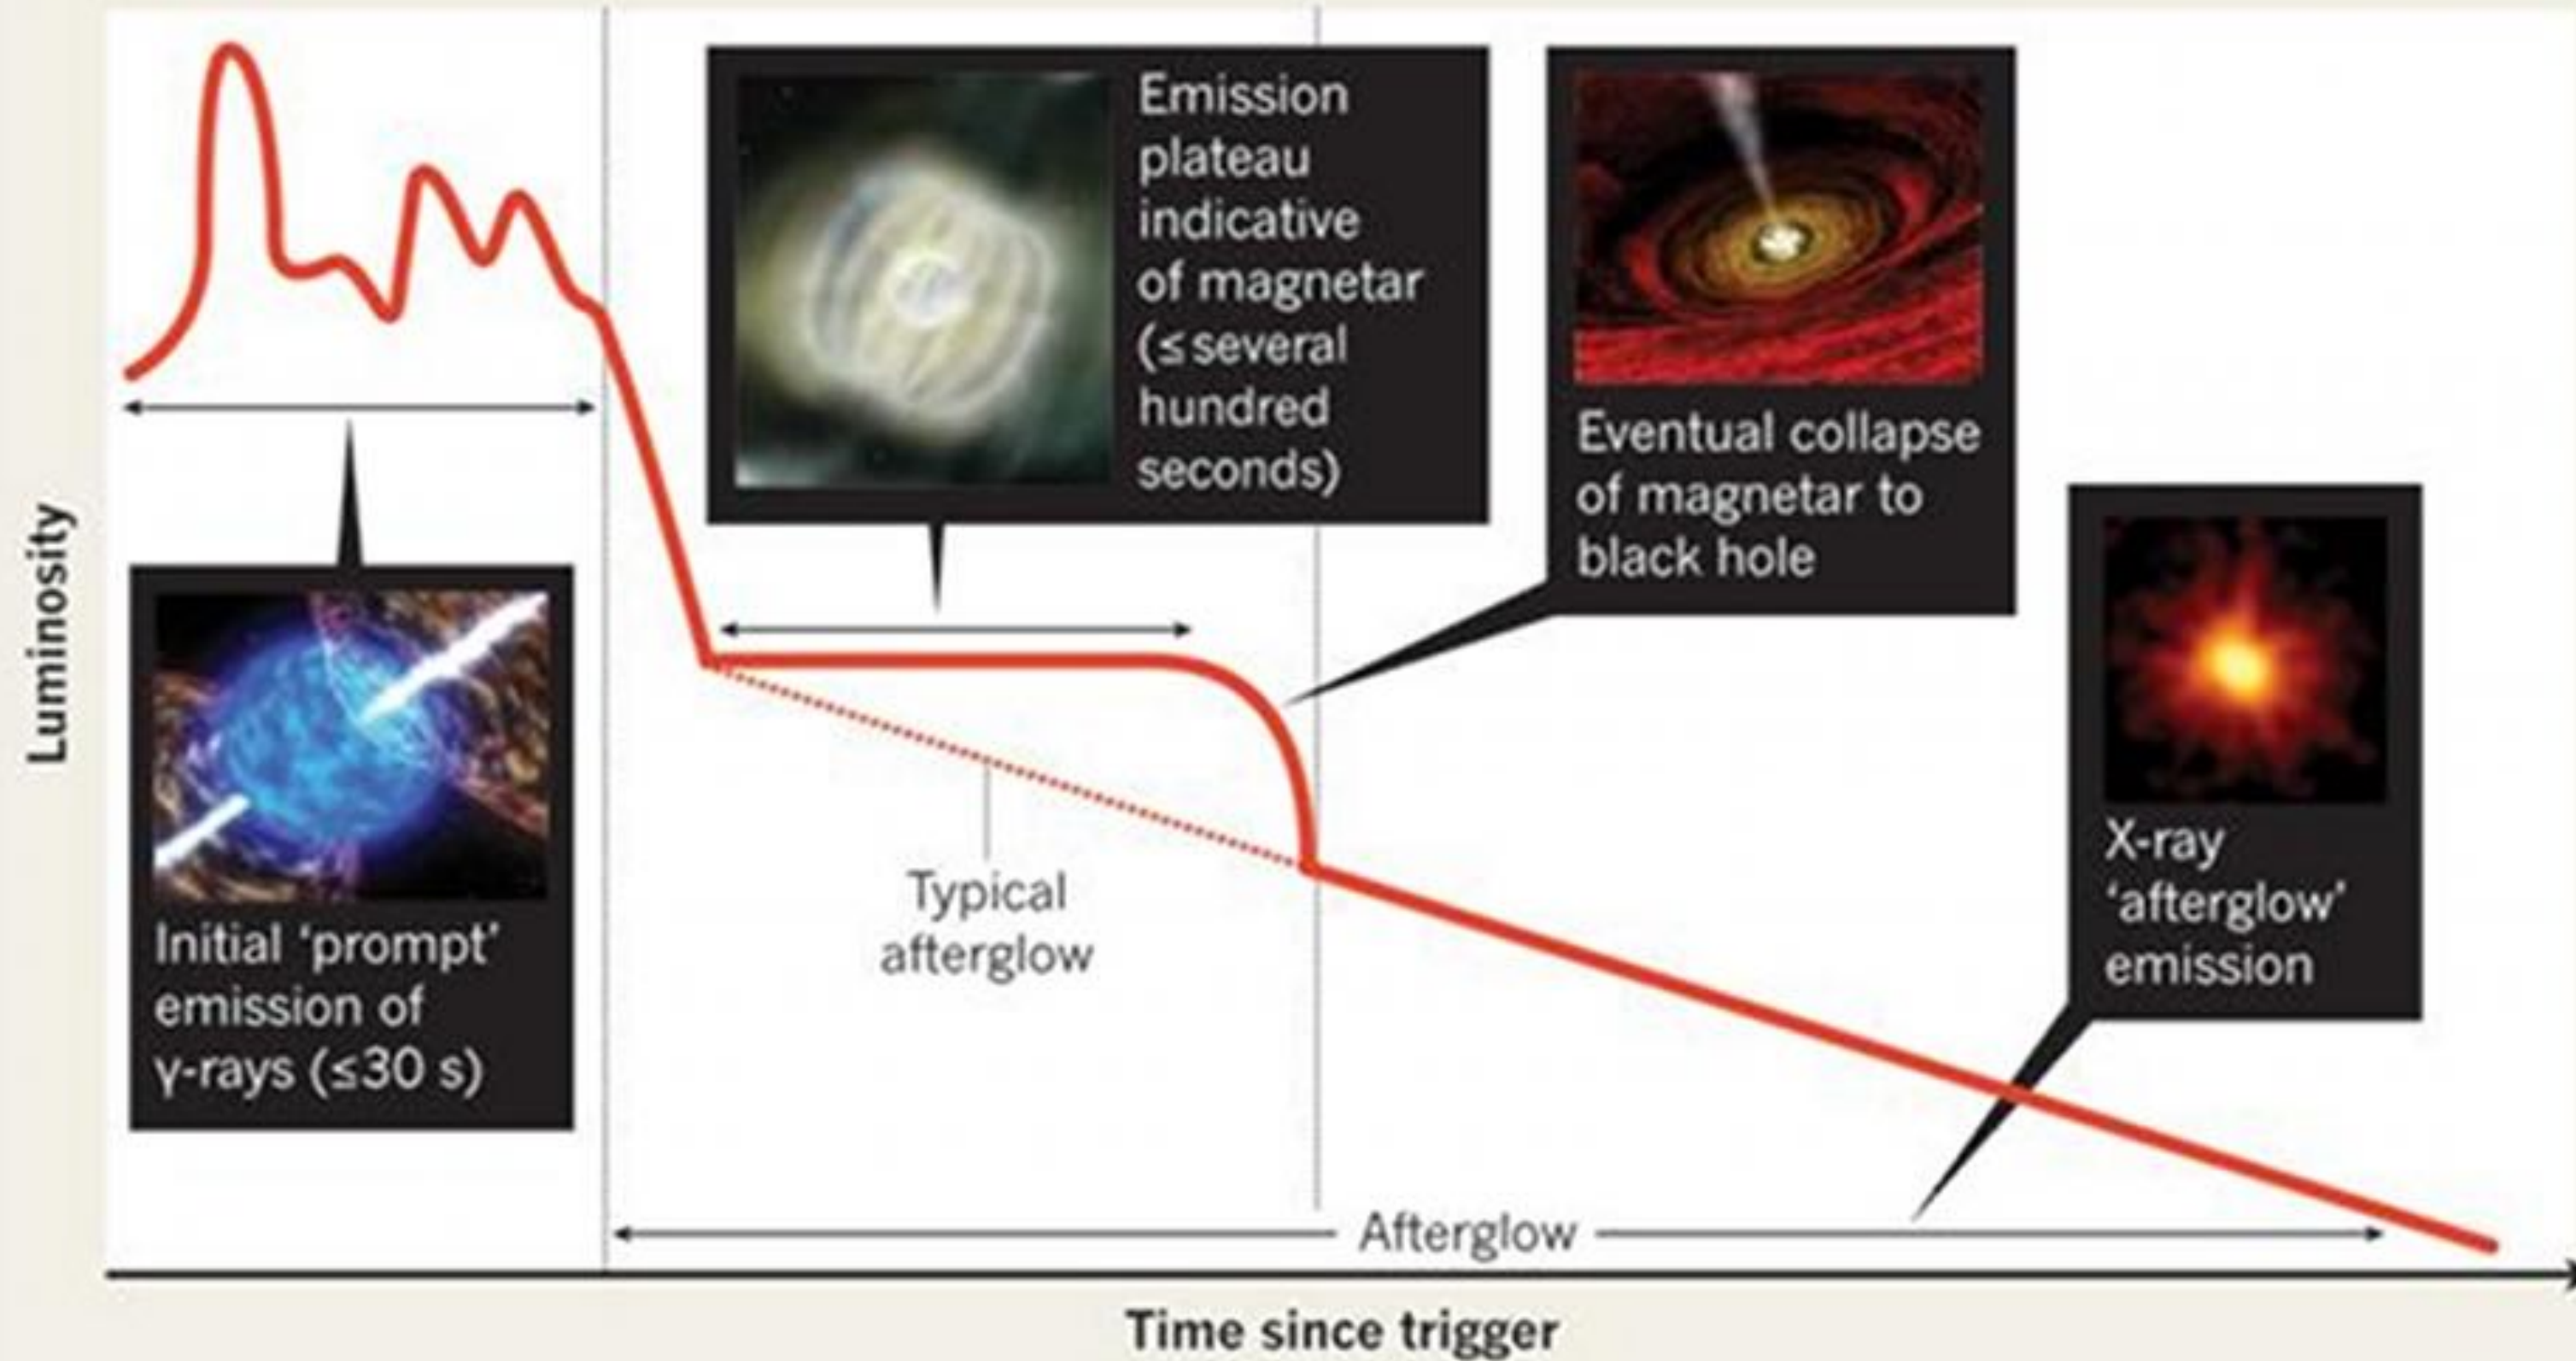 Luminosity
Initial ‘prompt’
emission of
γ-rays (≤30 s)
Emission
plateau
indicative
of magnetar
(≤several
hundred
seconds)
Eventual collapse
of magnetar to
black hole
X-ray
‘afterglow’
emission
Typical
afterglow
Afterglow
Time since trigger